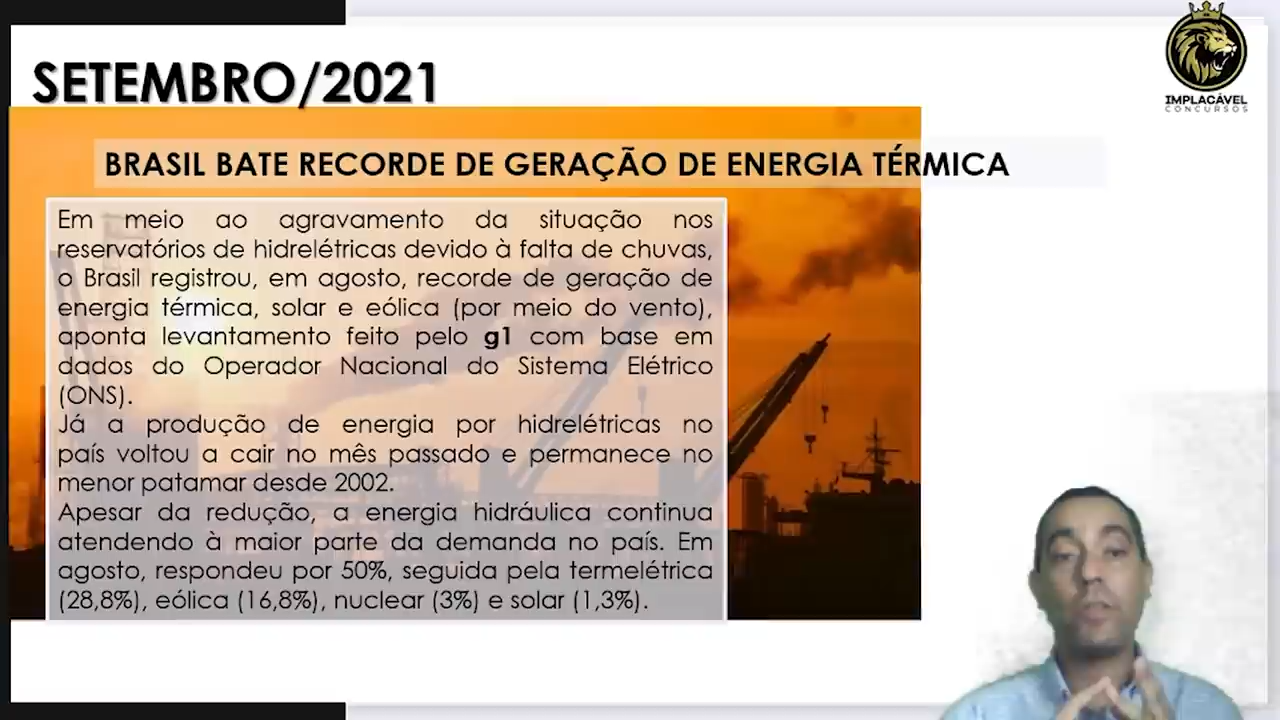 SETEMBRO/2021
IMPLACÁVEL
CONCURSOS
BRASIL BATE RECORDE DE GERAÇÃO DE ENERGIA TÉRMICA
Em meio ao agravamento da situação nos
reservatórios de hidrelétricas devido à falta de chuvas,
o Brasil registrou, em agosto, recorde de geração de
energia térmica, solar e eólica (por meio do vento),
aponta levantamento feito pelo g1 com base em
dados do Operador Nacional do Sistema Elétrico
(ONS).
Já a produção de energia por hidrelétricas no
país voltou a cair no mês passado e permanece no
menor patamar desde 2002.
Apesar da redução, a energia hidráulica continua
atendendo à maior parte da demanda no país. Em
agosto, respondeu por 50%, seguida pela termelétrica
(28,8%), eólica (16,8%), nuclear (3%) e solar (1,3%).